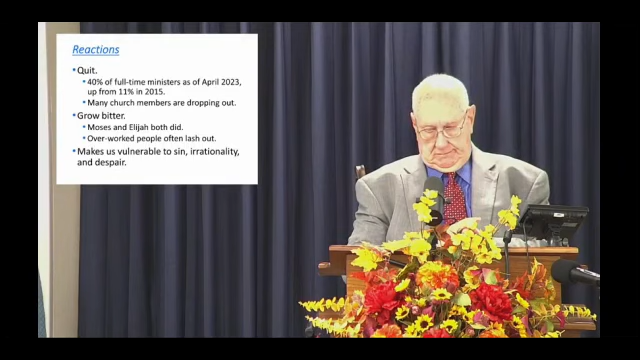 Reactions
•Quit.
•40% of full-time ministers as of April 2023,
up from 11% in 2015.
•Many church members are dropping out.
•Grow bitter.
•Moses and Elijah both did.
•Over-worked people often lash out.
•Makes us vulnerable to sin, irrationality,
and despair.